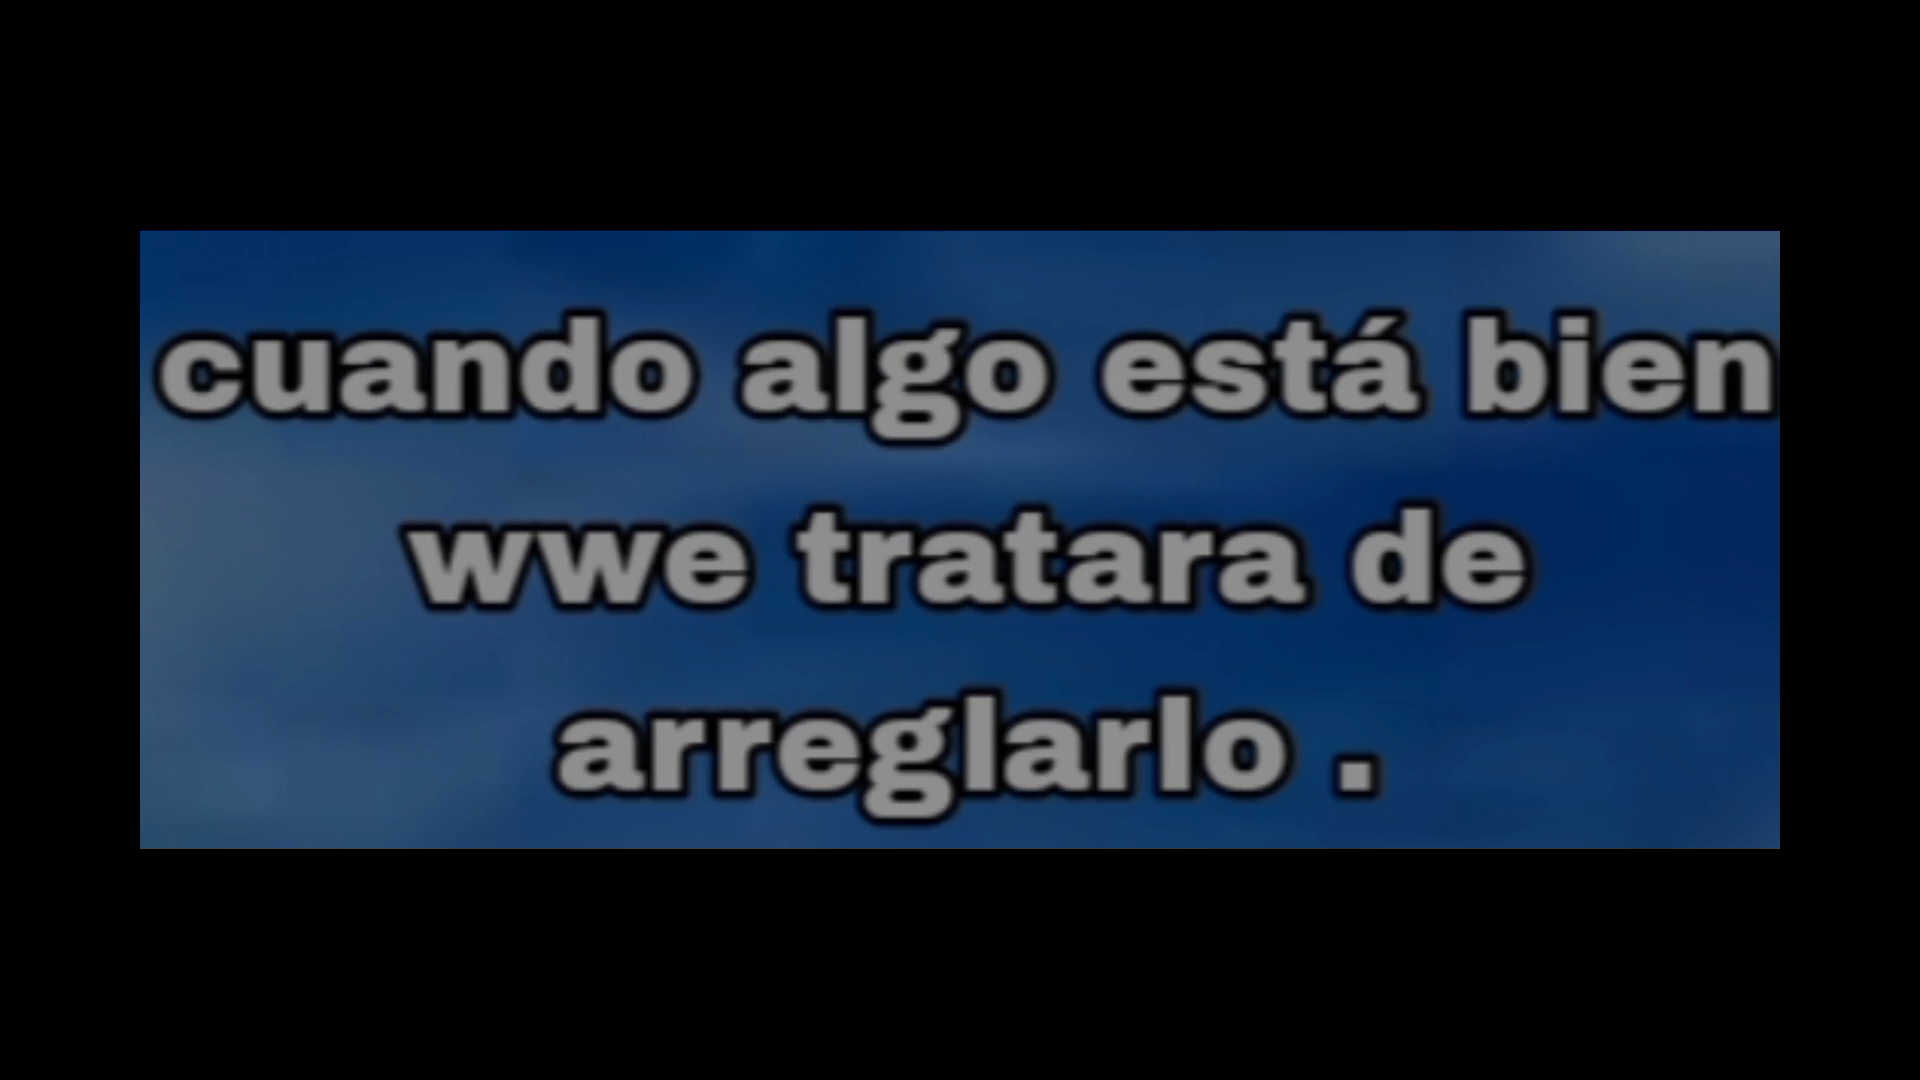 cuando algo está bien
wwe tratara de
arreglarlo .